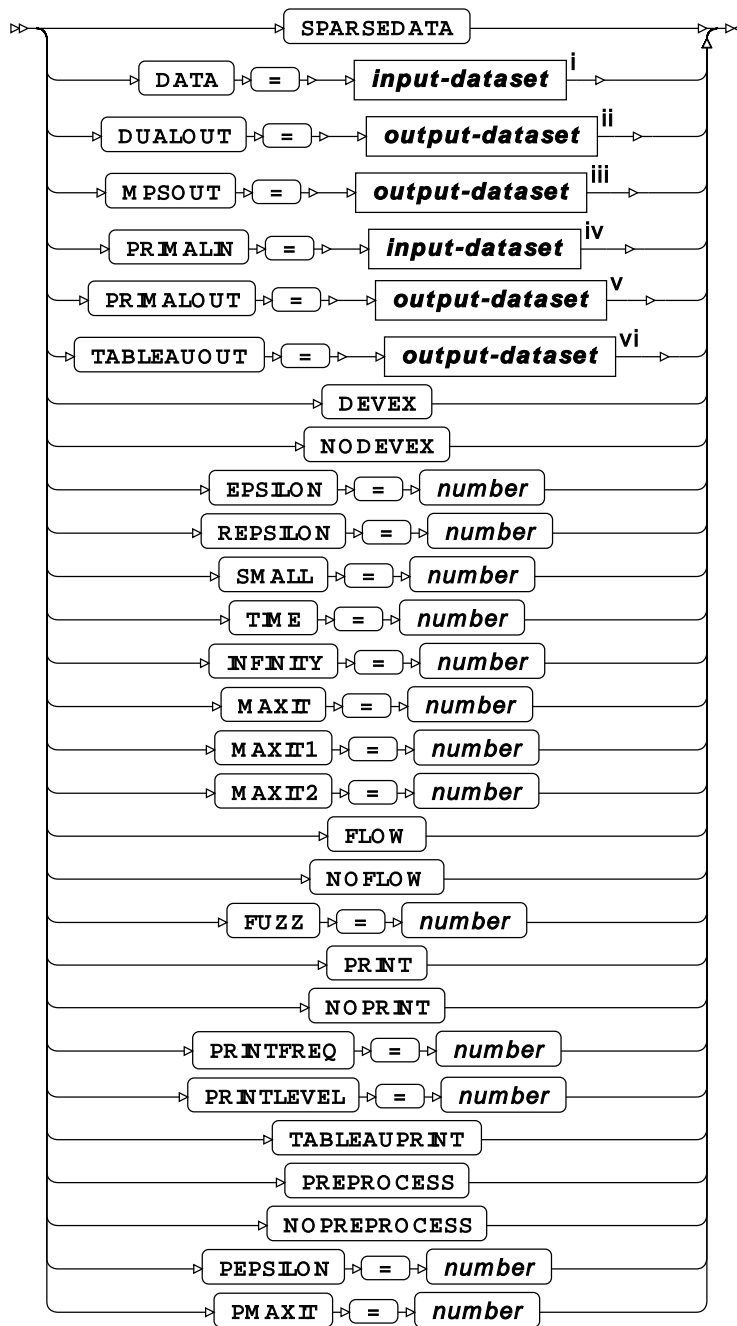 SPARSEDATA
DATA = input-dataset i
DUALOUT = output-dataset ii
MPSOUT = output-dataset iii
PRIMALIN = input-dataset iv
PRIMALOUT = output-dataset v
TABLEAUOUT = output-dataset vi
DEVEX
NODEVEX
EPSILON = number
REPSILON = number
SMALL = number
TIME = number
INFINITY = number
MAXIT = number
MAXIT1 = number
MAXIT2 = number
FLOW
NOFLOW
FUZZ = number
PRINT
NOPRINT
PRINTFREQ = number
PRINTLEVEL = number
TABLEAUPRINT
PREPROCESS
NOPREPROCESS
PEPSILON = number
PMAXIT = number